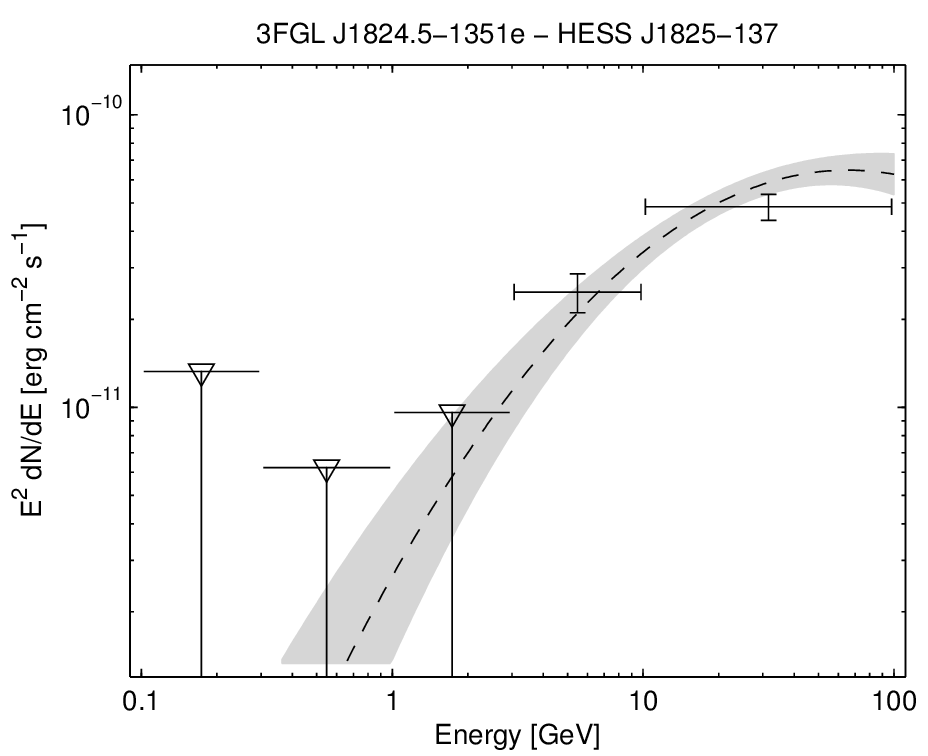 3FGL J1824.5−1351e − HESS J1825−137
E² dN/dE [erg cm⁻² s⁻¹]
10⁻¹⁰
10⁻¹¹
0.1 1 10 100
Energy [GeV]